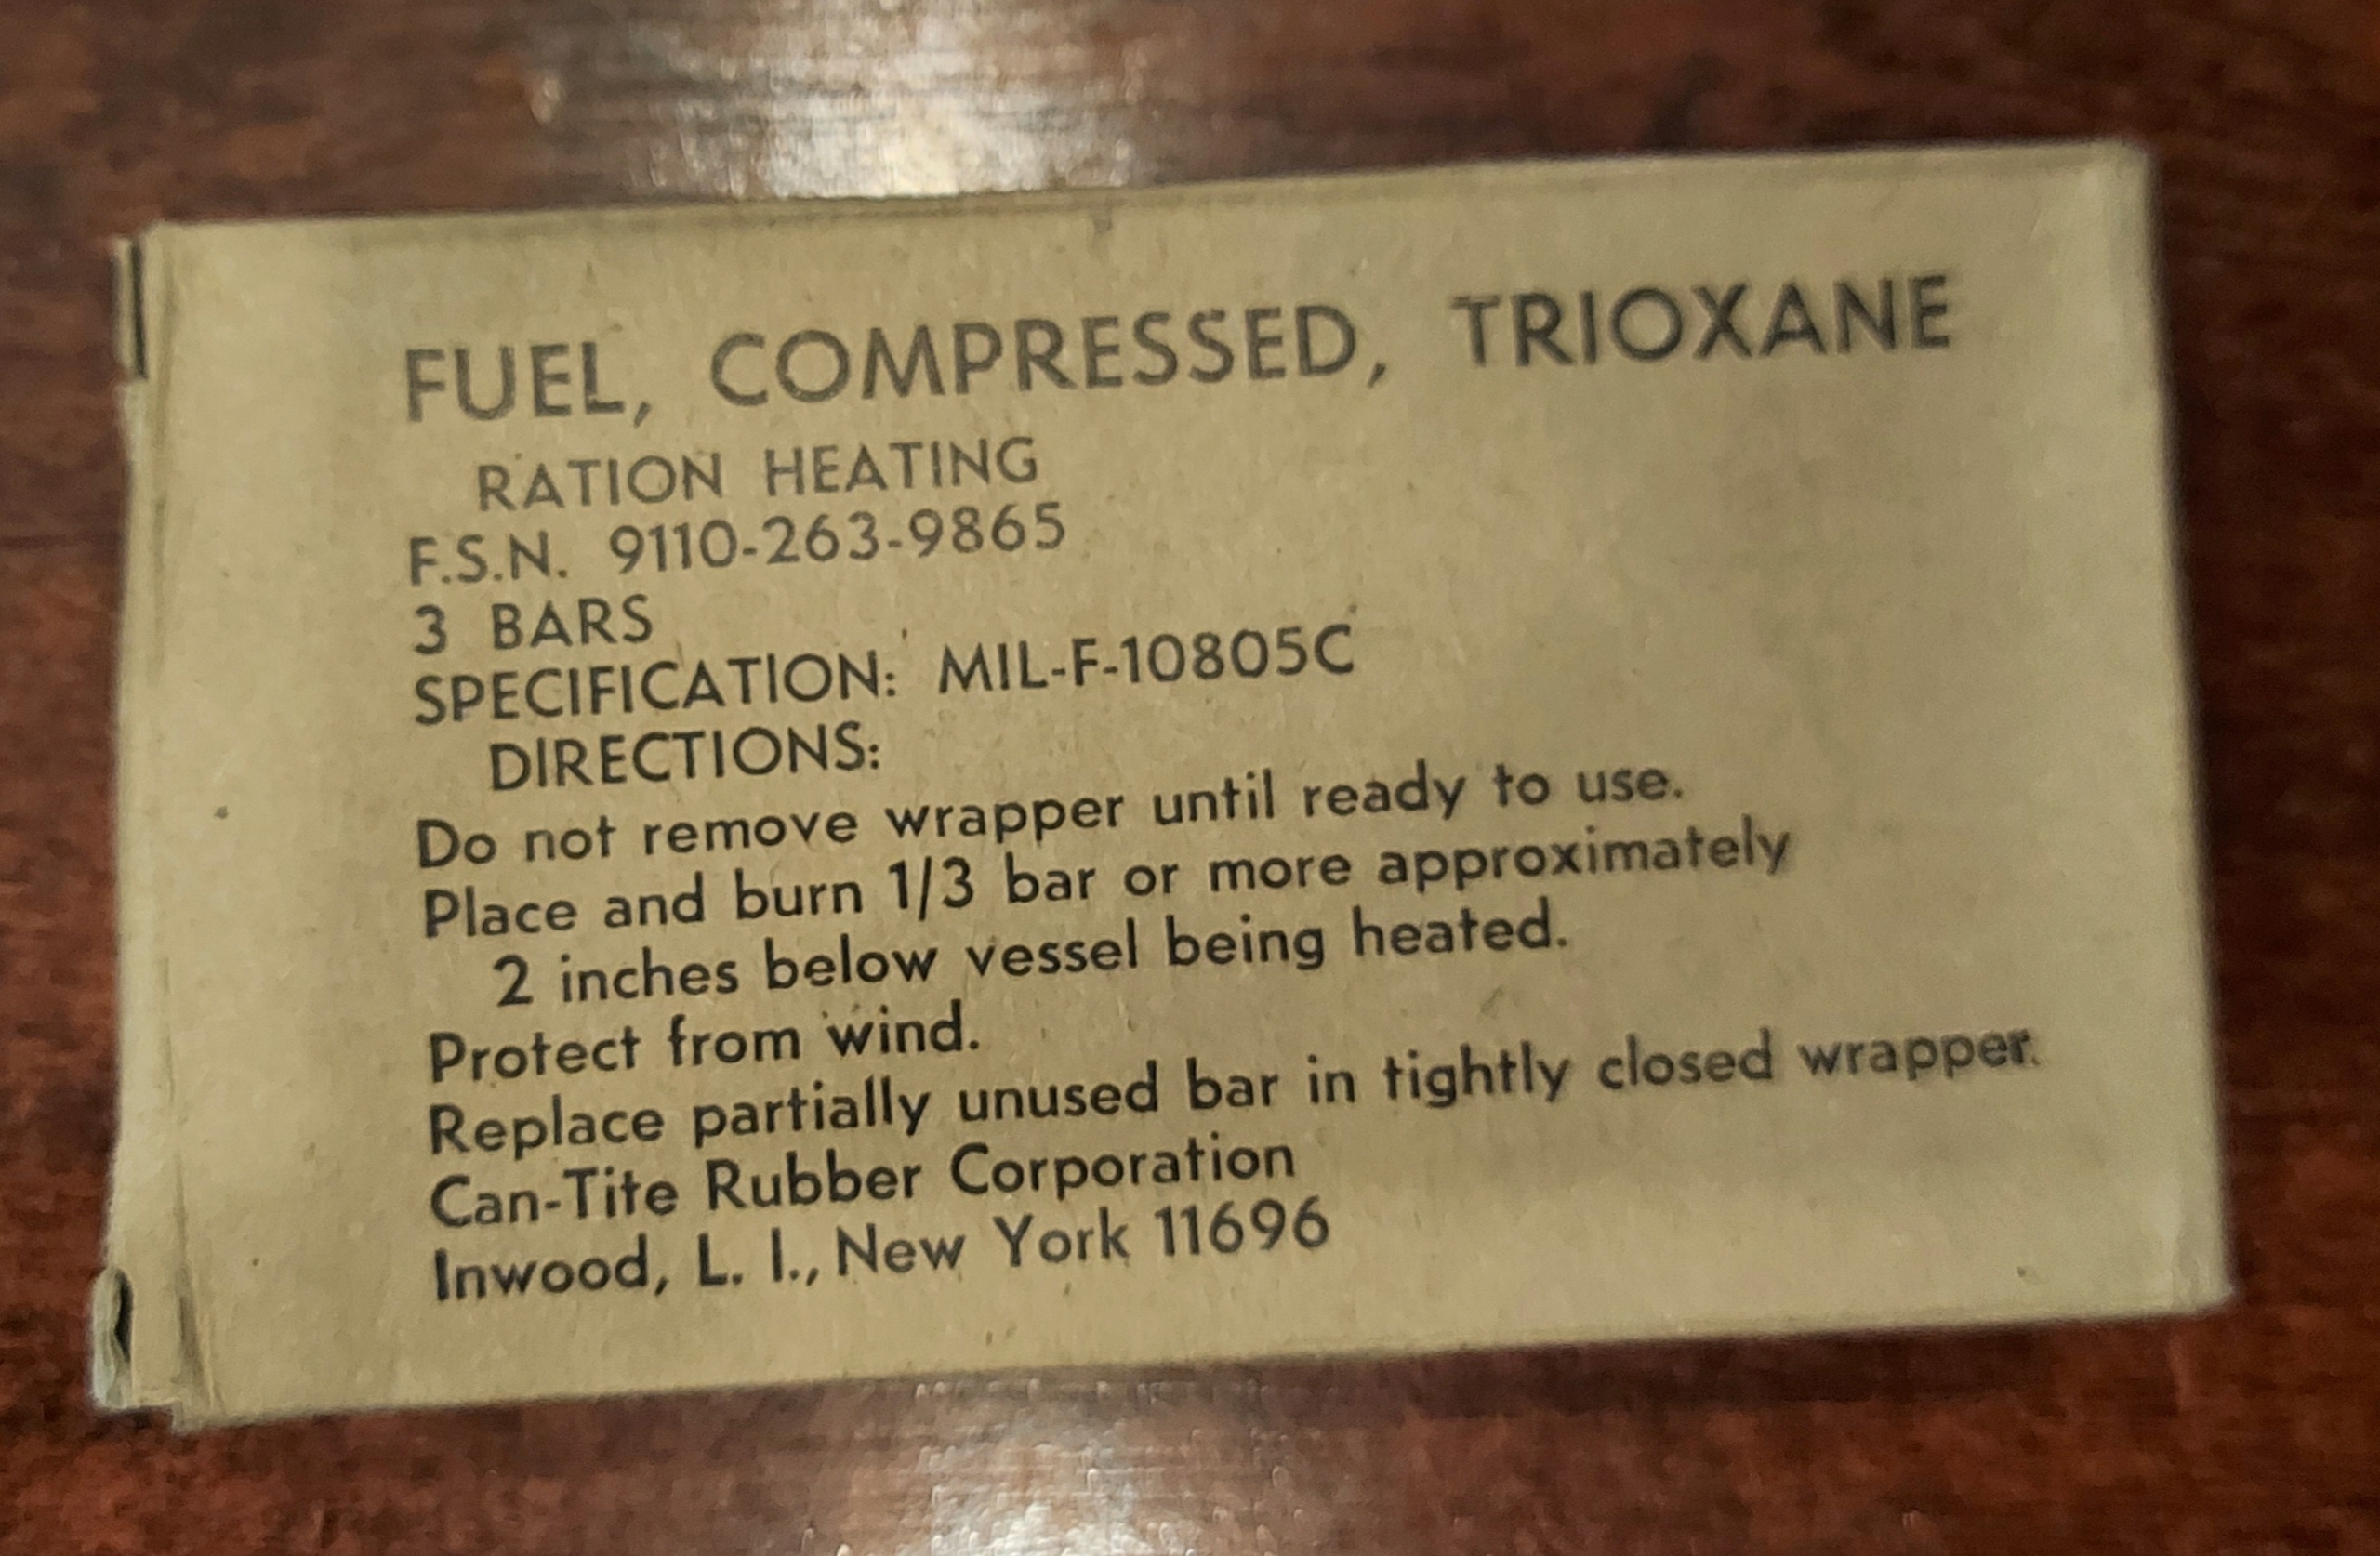 FUEL, COMPRESSED, TRIOXANE
RATION HEATING
F.S.N. 9110-263-9865
3 BARS
SPECIFICATION: MIL-F-10805C
DIRECTIONS:
Do not remove wrapper until ready to use.
Place and burn 1/3 bar or more approximately
2 inches below vessel being heated.
Protect from wind.
Replace partially unused bar in tightly closed wrapper.
Can-Tite Rubber Corporation
Inwood, L. I., New York 11696